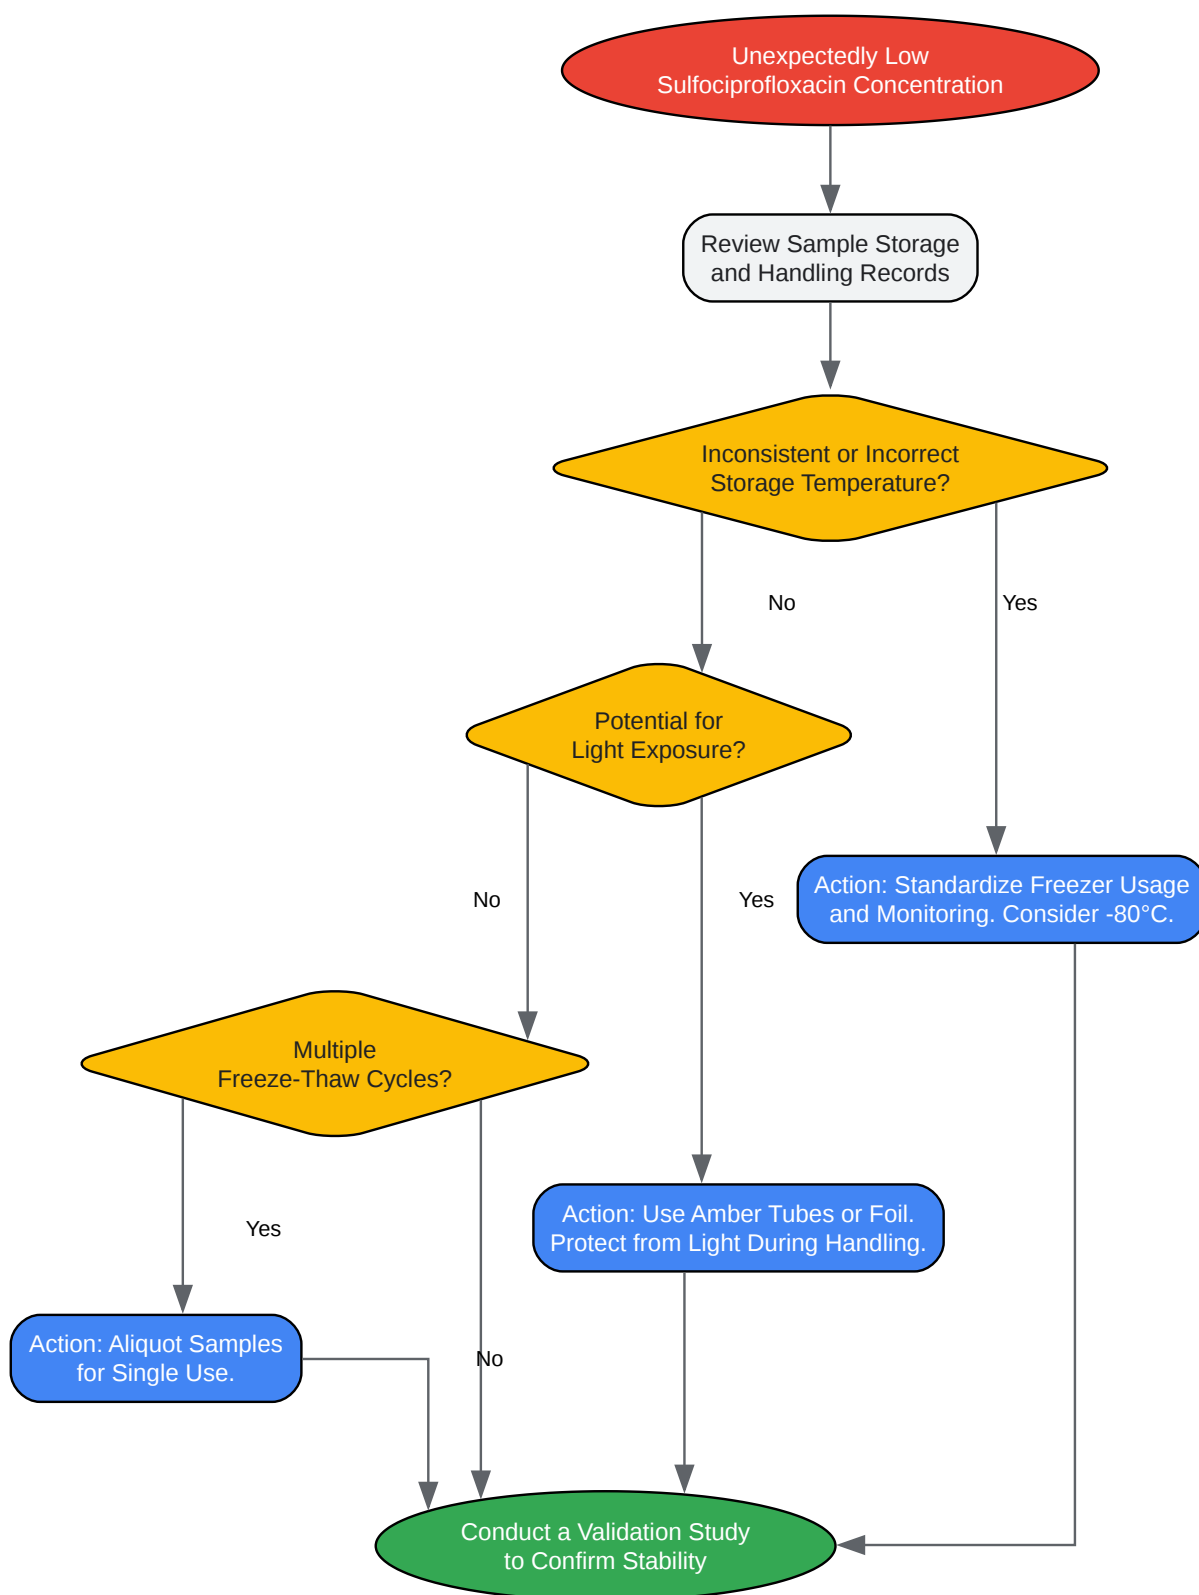 Unexpectedly Low
Sulfociprofloxacin Concentration
Review Sample Storage
and Handling Records
Inconsistent or Incorrect
Storage Temperature?
No
Yes
Potential for
Light Exposure?
Action: Standardize Freezer Usage
and Monitoring. Consider -80°C.
No
Yes
Multiple
Freeze-Thaw Cycles?
Action: Use Amber Tubes or Foil.
Protect from Light During Handling.
Yes
Action: Aliquot Samples
for Single Use.
No
Conduct a Validation Study
to Confirm Stability